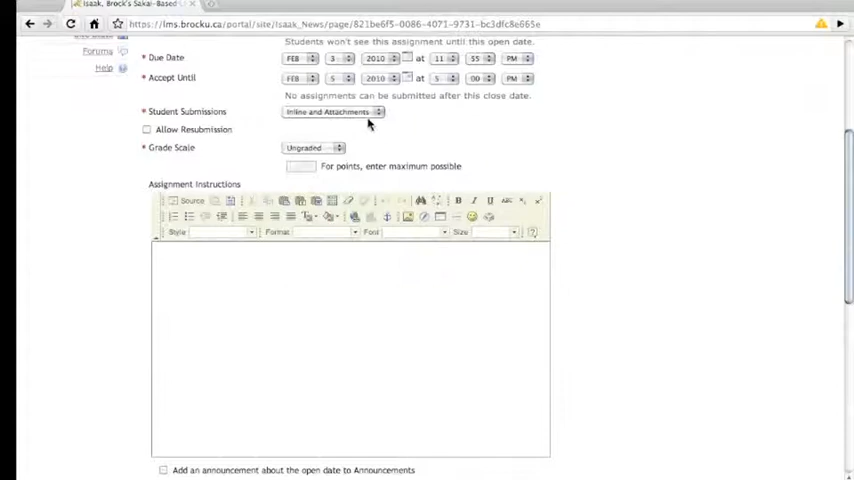 Isaak, Brock's Sakai-Based
https://lms.brocku.ca/portal/site/Isaak_News/page/821be6f5-0086-4071-9731-bc3dfc8e665e
Students won't see this assignment until this open date.
Forums
Help
* Due Date FEB 3 2010 at 11 55 PM
* Accept Until FEB 5 2010 at 5 00 PM
No assignments can be submitted after this close date.
* Student Submissions Inline and Attachments
Allow Resubmission
* Grade Scale Ungraded
For points, enter maximum possible
Assignment Instructions
Source B I U ABC
Style Format Font Size
Add an announcement about the open date to Announcements